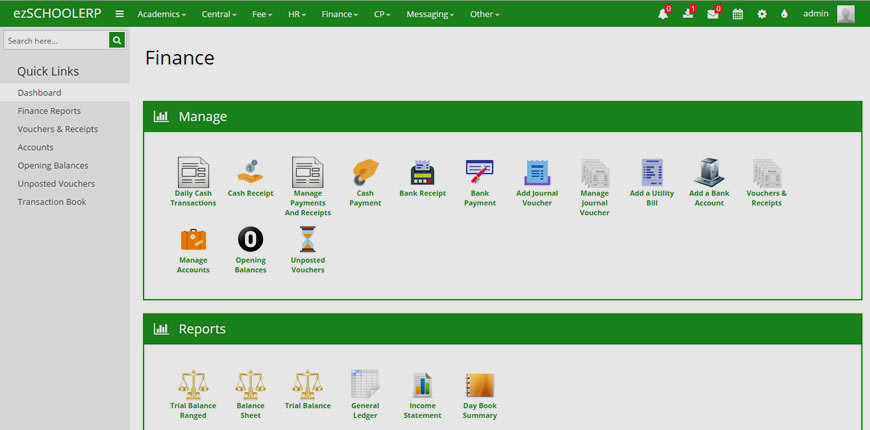 ezSCHOOLERP Academics Central Fee HR Finance CP Messaging Other 0 1 0 admin
Search here...
Quick Links
Dashboard
Finance Reports
Vouchers & Receipts
Accounts
Opening Balances
Unposted Vouchers
Transaction Book
Finance
Manage
Daily Cash Transactions
Cash Receipt
Manage Payments And Receipts
Cash Payment
Bank Receipt
Bank Payment
Add Journal Voucher
Manage Journal Voucher
Add a Utility Bill
Add a Bank Account
Vouchers & Receipts
Manage Accounts
0
Opening Balances
Unposted Vouchers
Reports
Trial Balance Ranged
Balance Sheet
Trial Balance
General Ledger
Income Statement
Day Book Summary